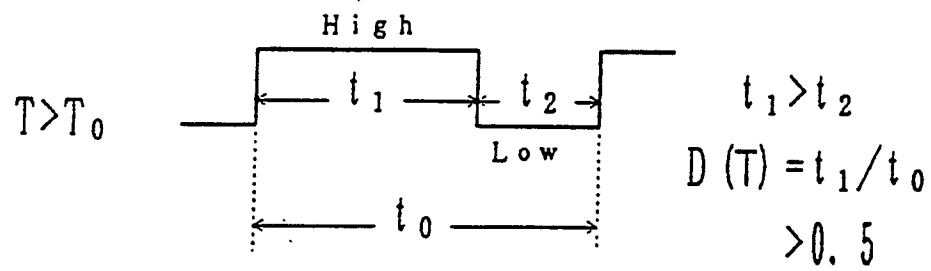 High
T>T₀
t₁
t₂
t₁>t₂
Low
D(T)=t₁/t₀
t₀
>0.5